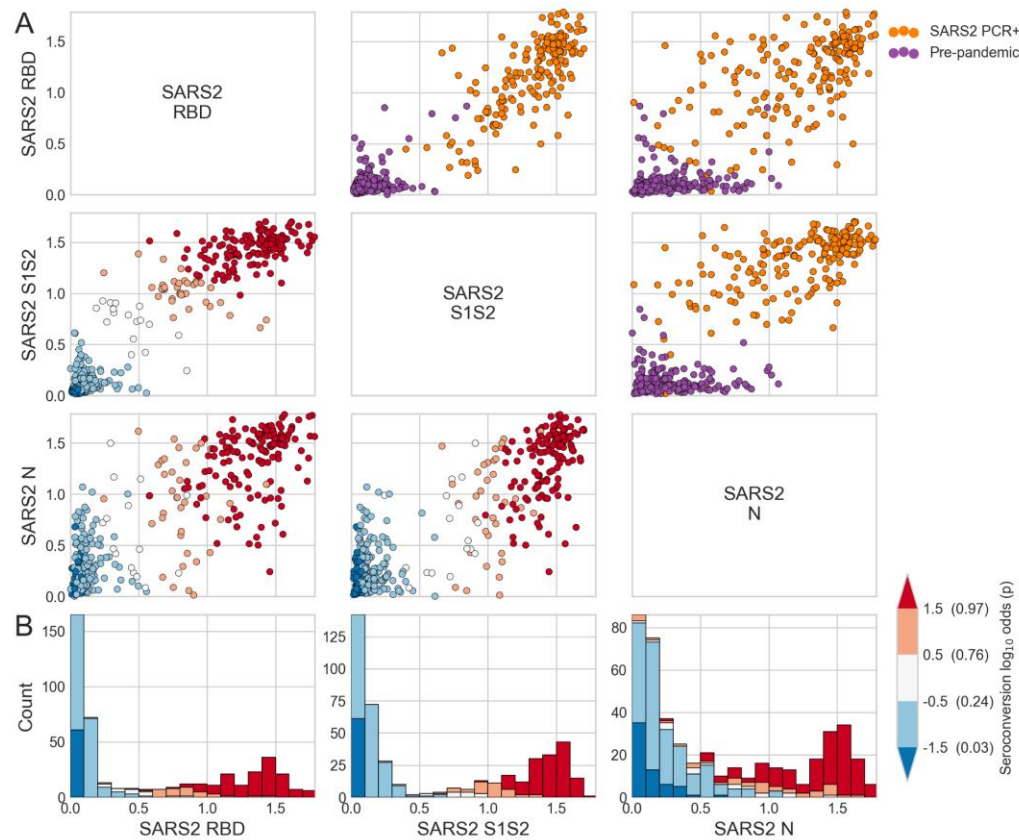 A
SARS2 RBD
1.5
1.0
0.5
0.0
SARS2
RBD
SARS2 PCR+
Pre-pandemic
SARS2 S1S2
1.5
1.0
0.5
0.0
SARS2
S1S2
SARS2 N
1.5
1.0
0.5
0.0
SARS2
N
B
Count
150
100
50
0
0.0 0.5 1.0 1.5
SARS2 RBD
125
100
75
50
25
0
0.0 0.5 1.0 1.5
SARS2 S1S2
80
60
40
20
0
0.0 0.5 1.0 1.5
SARS2 N
1.5 (0.97)
0.5 (0.76)
-0.5 (0.24)
-1.5 (0.03)
Seroconversion log10 odds (p)